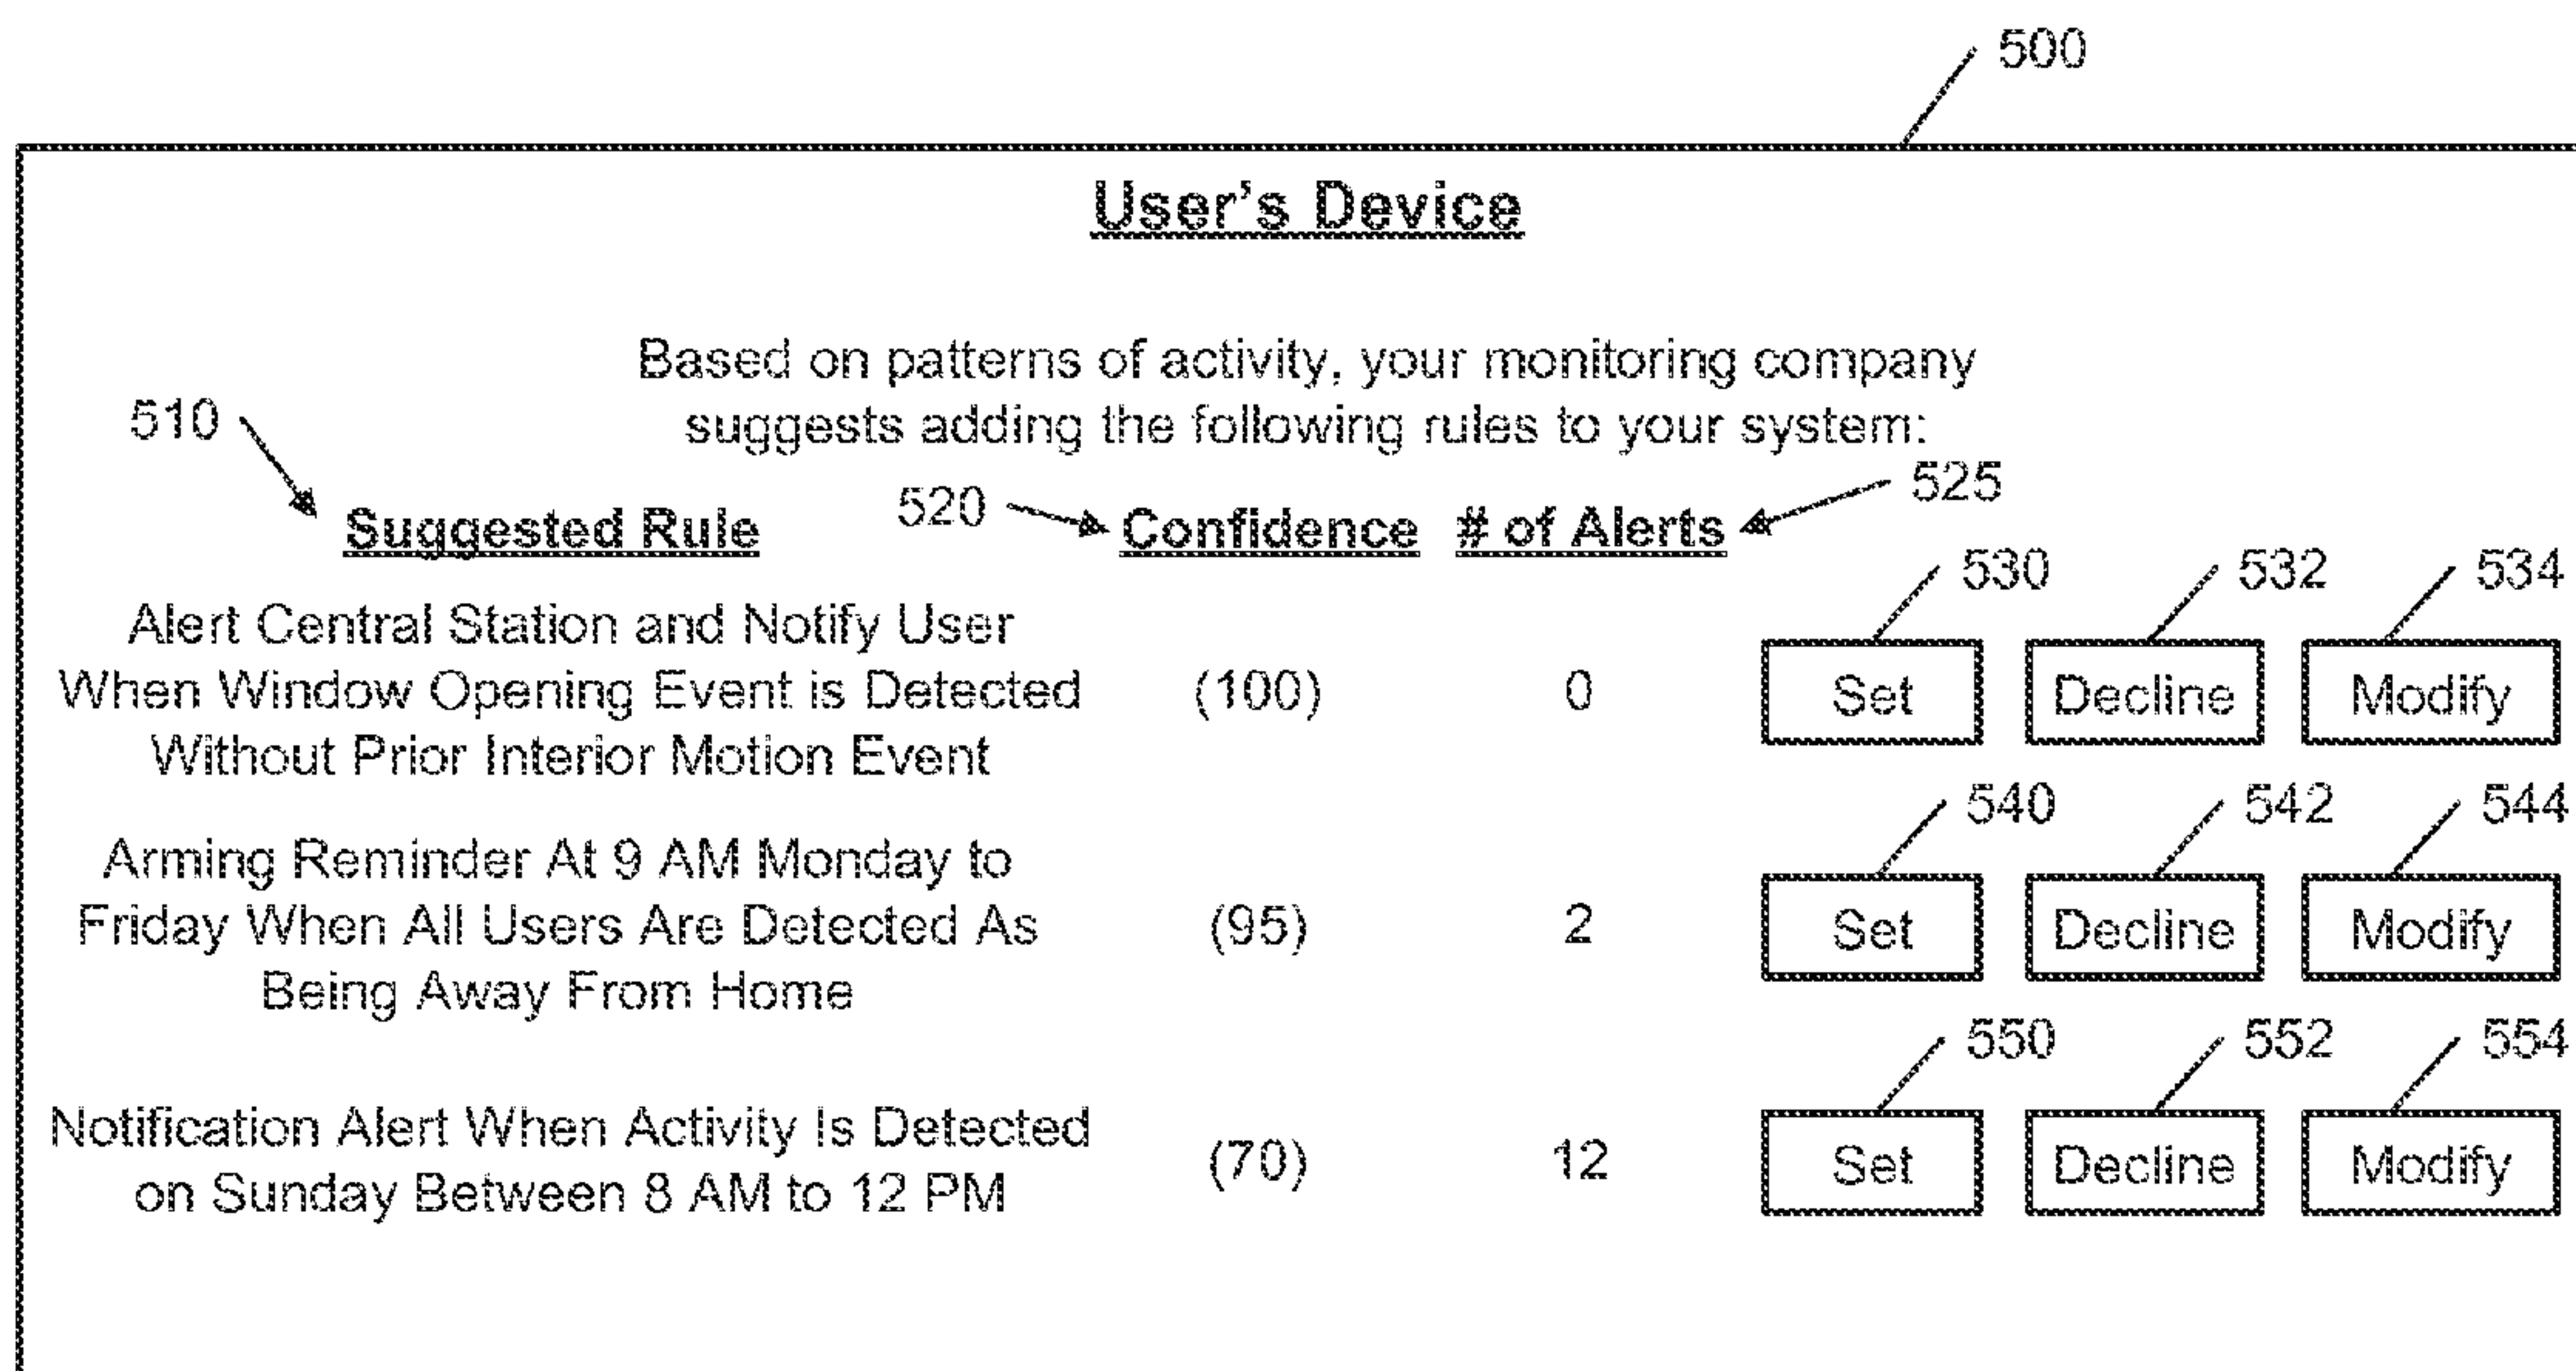 500
User's Device
Based on patterns of activity, your monitoring company
suggests adding the following rules to your system:
510
520
525
Suggested Rule Confidence # of Alerts
530 532 534
Alert Central Station and Notify User
When Window Opening Event is Detected (100) 0 Set Decline Modify
Without Prior Interior Motion Event
540 542 544
Arming Reminder At 9 AM Monday to
Friday When All Users Are Detected As (95) 2 Set Decline Modify
Being Away From Home
550 552 554
Notification Alert When Activity Is Detected
on Sunday Between 8 AM to 12 PM (70) 12 Set Decline Modify